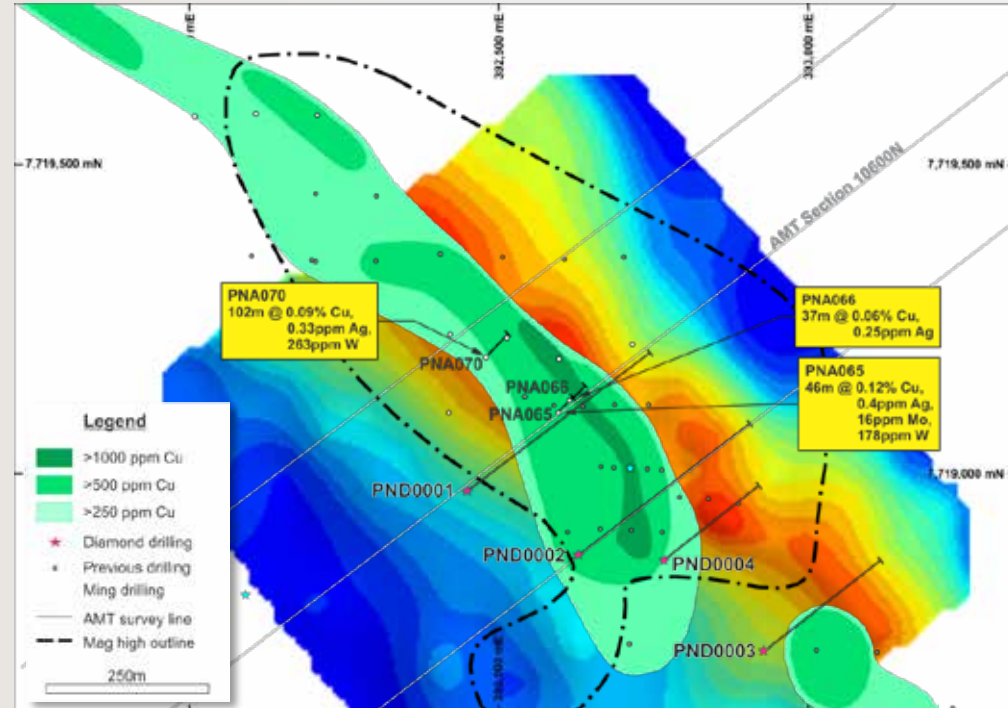 392,500 mE
393,000 mE
7,719,500 mN
7,719,500 mN
AMT Section 10600N
PNA070
102m @ 0.09% Cu,
0.33ppm Ag,
263ppm W
PNA066
37m @ 0.06% Cu,
0.25ppm Ag
PNA070
PNA065
46m @ 0.12% Cu,
0.4ppm Ag,
16ppm Mo,
178ppm W
PNA066
PNA065
Legend
>1000 ppm Cu
>500 ppm Cu
>250 ppm Cu
Diamond drilling
Previous drilling
Ming drilling
AMT survey line
Mag high outline
250m
7,719,000 mN
PND0001
PND0002
PND0004
PND0003